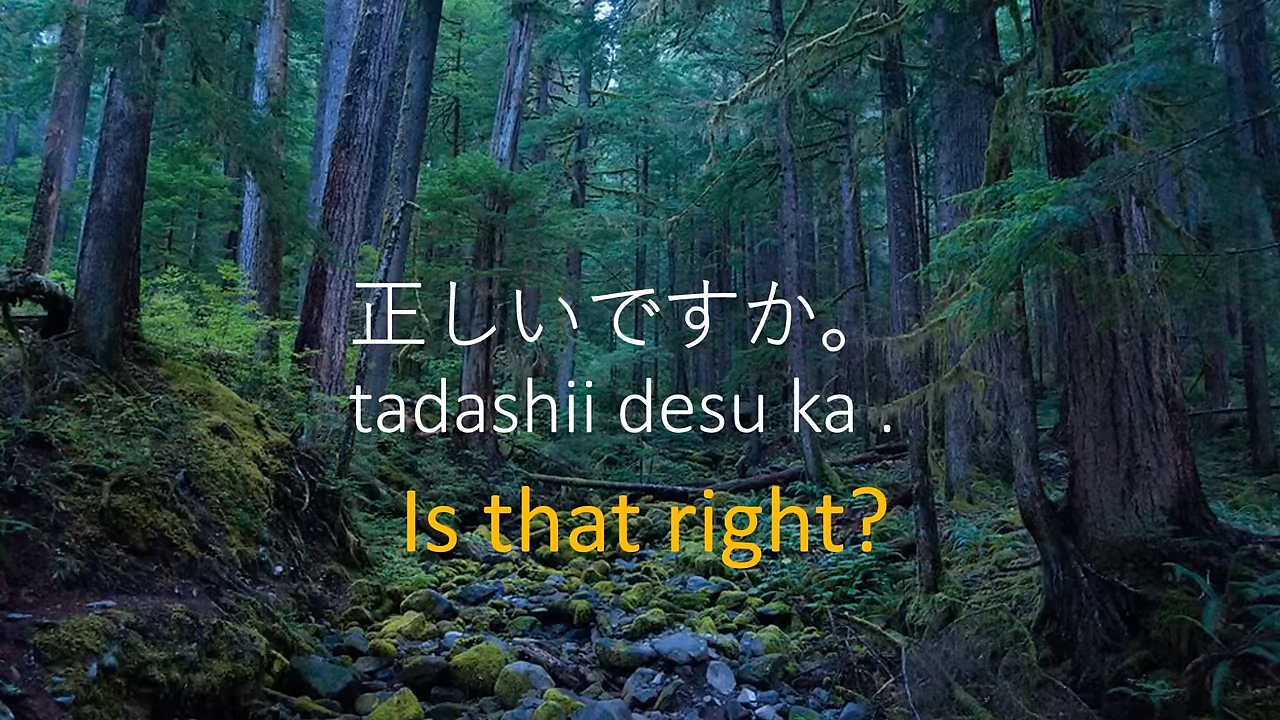 正しいですか。
tadashii desu ka .
Is that right?